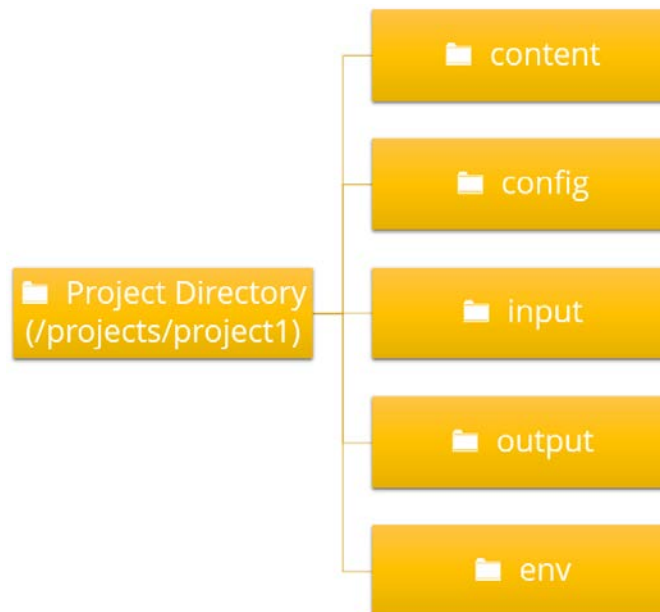 content
config
Project Directory
(/projects/project1)
input
output
env